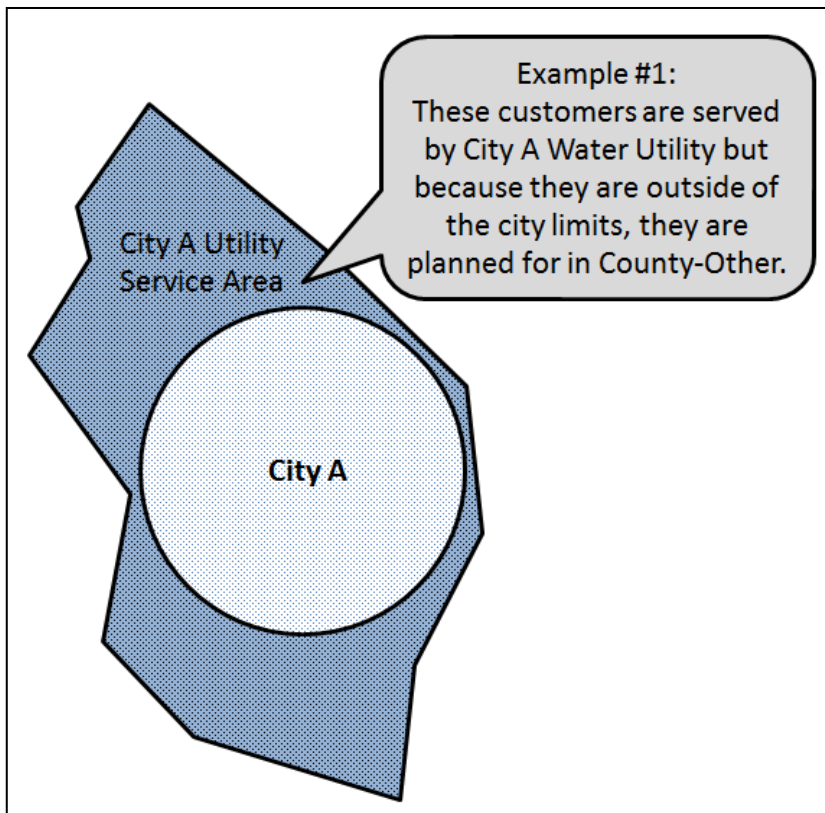 Example #1:
These customers are served
by City A Water Utility but
because they are outside of
the city limits, they are
planned for in County-Other.
City A Utility
Service Area
City A